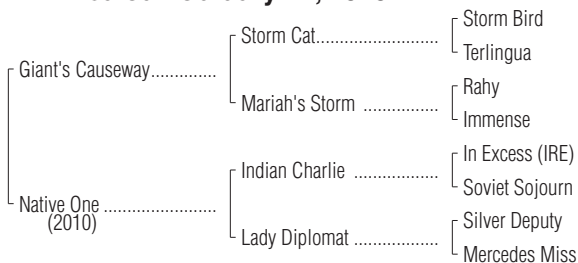 Storm Bird
Storm Cat..........................
Terlingua
Giant's Causeway..............
Rahy
Mariah's Storm ................
Immense
In Excess (IRE)
Indian Charlie ..................
Soviet Sojourn
Native One ........................
(2010)
Silver Deputy
Lady Diplomat ..................
Mercedes Miss